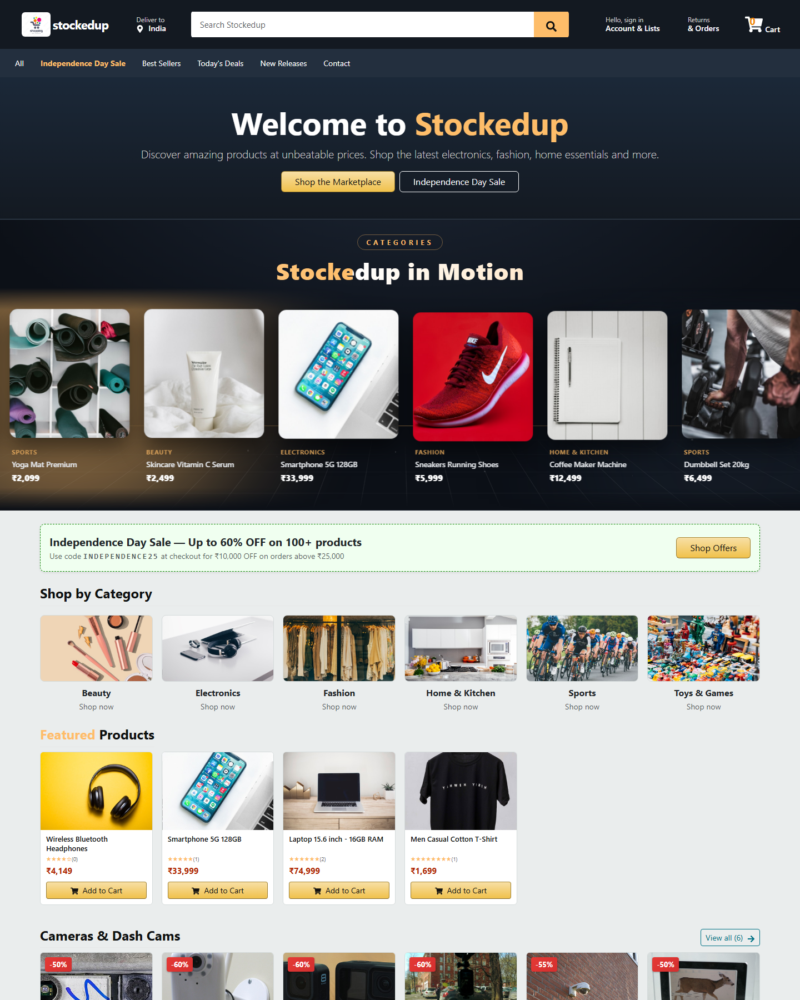 shopping
stockedup
Deliver to
India
Search Stockedup
Hello, sign in
Account & Lists
Returns
& Orders
0
Cart
All
Independence Day Sale
Best Sellers
Today's Deals
New Releases
Contact
Welcome to Stockedup
Discover amazing products at unbeatable prices. Shop the latest electronics, fashion, home essentials and more.
Shop the Marketplace
Independence Day Sale
CATEGORIES
Stockedup in Motion
Nécessaire
The Body Lotion
NIKE
SPORTS
Yoga Mat Premium
₹2,099
BEAUTY
Skincare Vitamin C Serum
₹2,499
ELECTRONICS
Smartphone 5G 128GB
₹33,999
FASHION
Sneakers Running Shoes
₹5,999
HOME & KITCHEN
Coffee Maker Machine
₹12,499
SPORTS
Dumbbell Set 20kg
₹6,499
Independence Day Sale — Up to 60% OFF on 100+ products
Use code INDEPENDENCE25 at checkout for ₹10,000 OFF on orders above ₹25,000
Shop Offers
Shop by Category
Beauty
Shop now
Electronics
Shop now
Fashion
Shop now
Home & Kitchen
Shop now
Sports
Shop now
Toys & Games
Shop now
Featured Products
YAHWEH YIREH
Wireless Bluetooth
Headphones
★★★★☆(0)
₹4,149
Add to Cart
Smartphone 5G 128GB
★★★★★(1)
₹33,999
Add to Cart
Laptop 15.6 inch - 16GB RAM
★★★★★★(2)
₹74,999
Add to Cart
Men Casual Cotton T-Shirt
★★★★★★★★(1)
₹1,699
Add to Cart
Cameras & Dash Cams
View all (6)
-50%
-60%
-60%
-60%
-55%
-50%